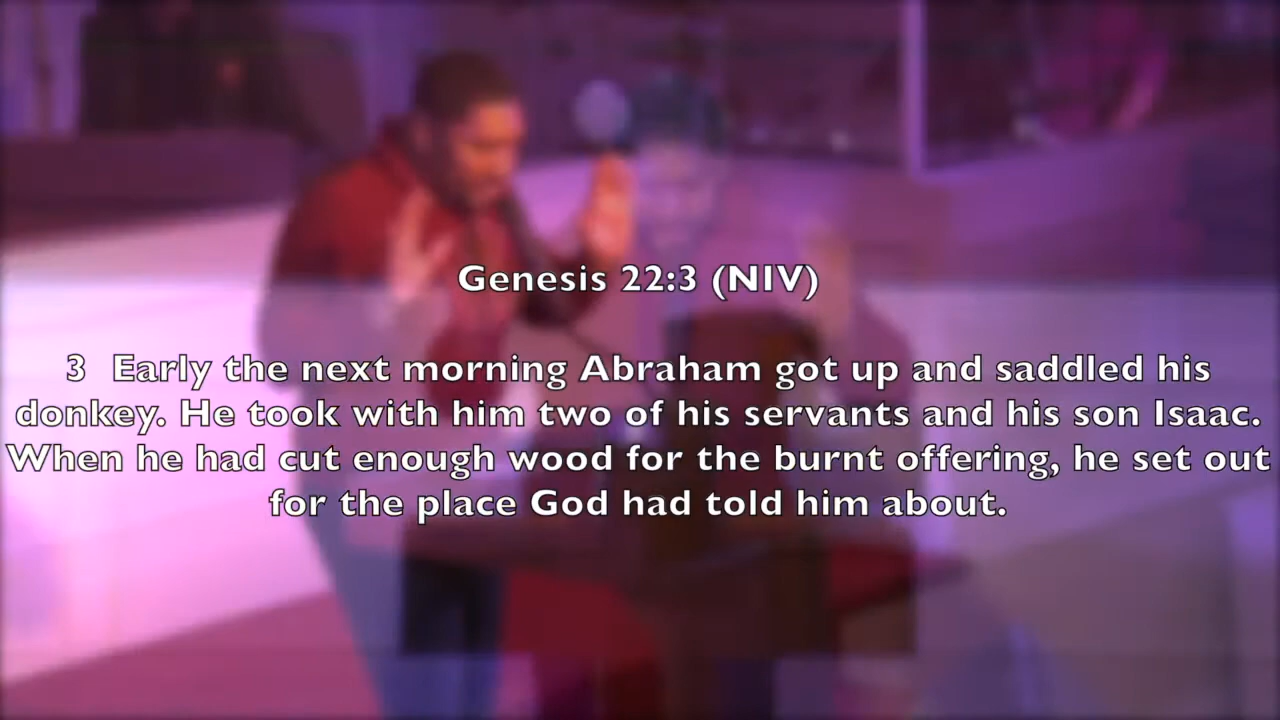 Genesis 22:3 (NIV)
3 Early the next morning Abraham got up and saddled his
donkey. He took with him two of his servants and his son Isaac.
When he had cut enough wood for the burnt offering, he set out
for the place God had told him about.